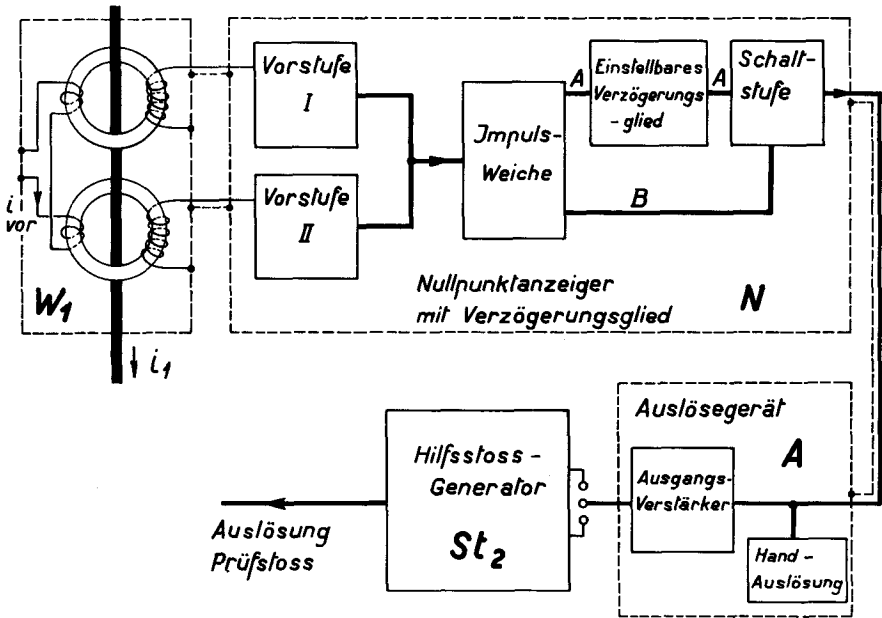 Vorstufe
I
Vorstufe
II
Jmpuls-
Weiche
A
Einstellbares
Verzögerungs
-glied
A
Schalt-
stufe
B
i
vor
W1
i1
Nullpunktanzeiger
mit Verzögerungsglied
N
Auslösegerät
A
Ausgangs-
Verstärker
Hand-
Auslösung
Hilfsstoss-
Generator
St2
Auslösung
Prüfstoss